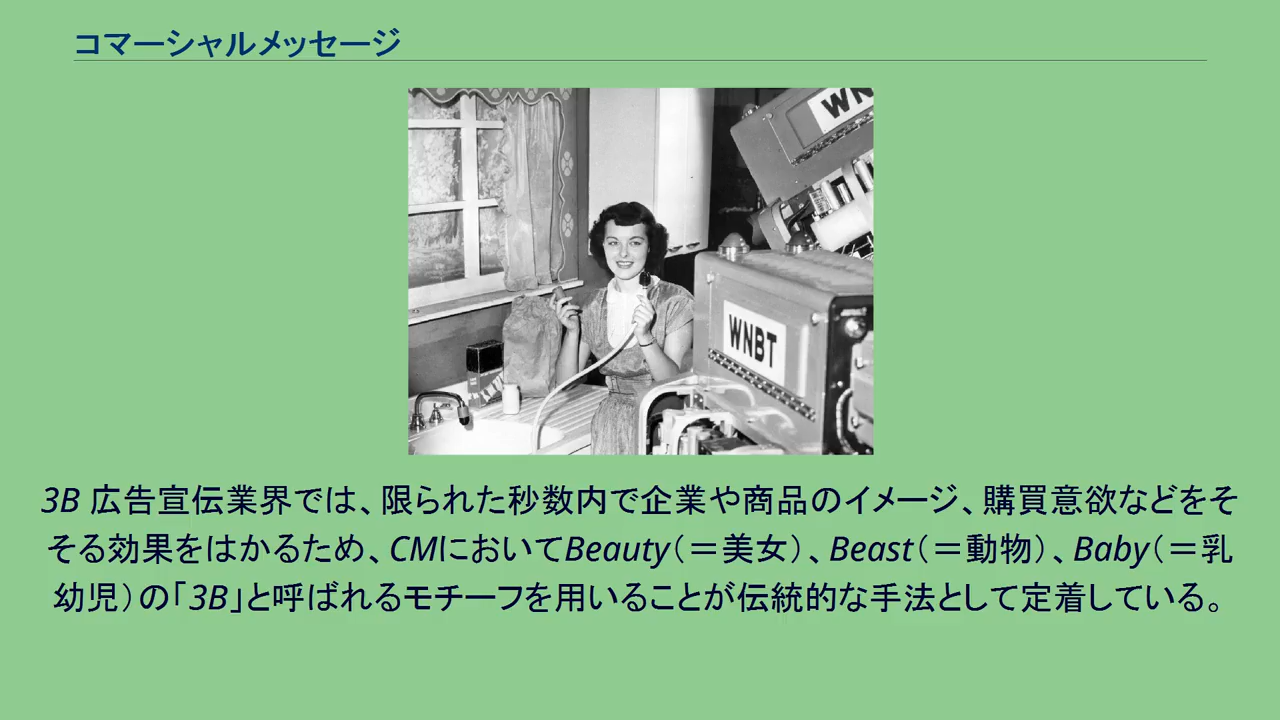 コマーシャルメッセージ
WN
WNBT
3B 広告宣伝業界では、限られた秒数内で企業や商品のイメージ、購買意欲などをそ
そる効果をはかるため、CMにおいてBeauty（＝美女）、Beast（＝動物）、Baby（＝乳
幼児）の「3B」と呼ばれるモチーフを用いることが伝統的な手法として定着している。